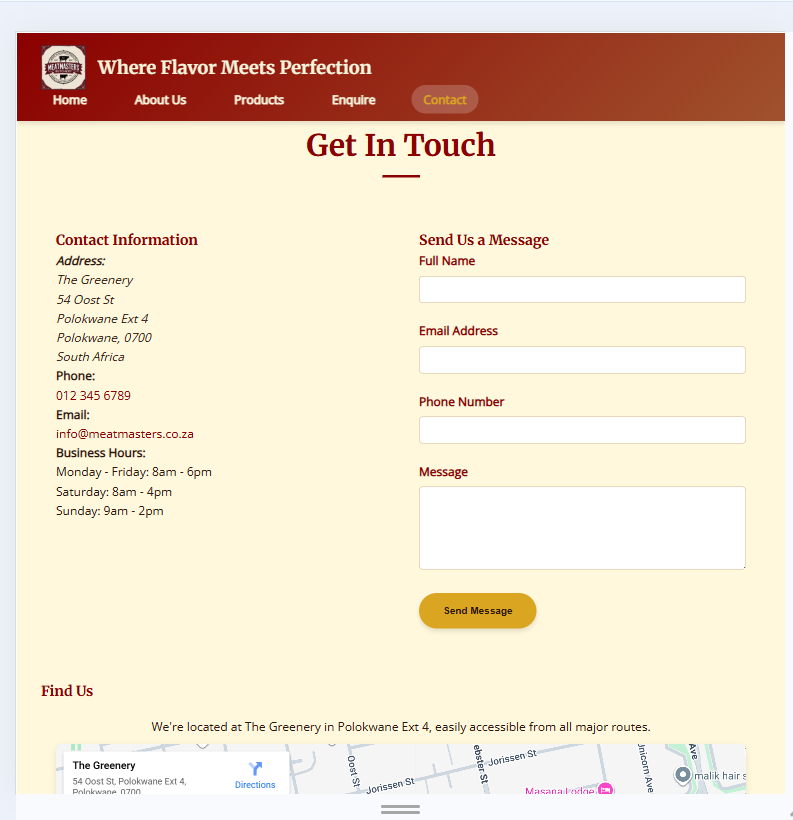 MEATMASTERS
Where Flavor Meets Perfection
Home
About Us
Products
Enquire
Contact
Get In Touch
Contact Information
Address:
The Greenery
54 Oost St
Polokwane Ext 4
Polokwane, 0700
South Africa
Phone:
012 345 6789
Email:
info@meatmasters.co.za
Business Hours:
Monday - Friday: 8am - 6pm
Saturday: 8am - 4pm
Sunday: 9am - 2pm
Send Us a Message
Full Name
Email Address
Phone Number
Message
Send Message
Find Us
We're located at The Greenery in Polokwane Ext 4, easily accessible from all major routes.
The Greenery
54 Oost St, Polokwane Ext 4,
Polokwane, 0700
Directions
Oost St
Jorissen St
ebster St
Jorissen St
Masana Lodge
Unicorn Ave
Ave
malik hair s